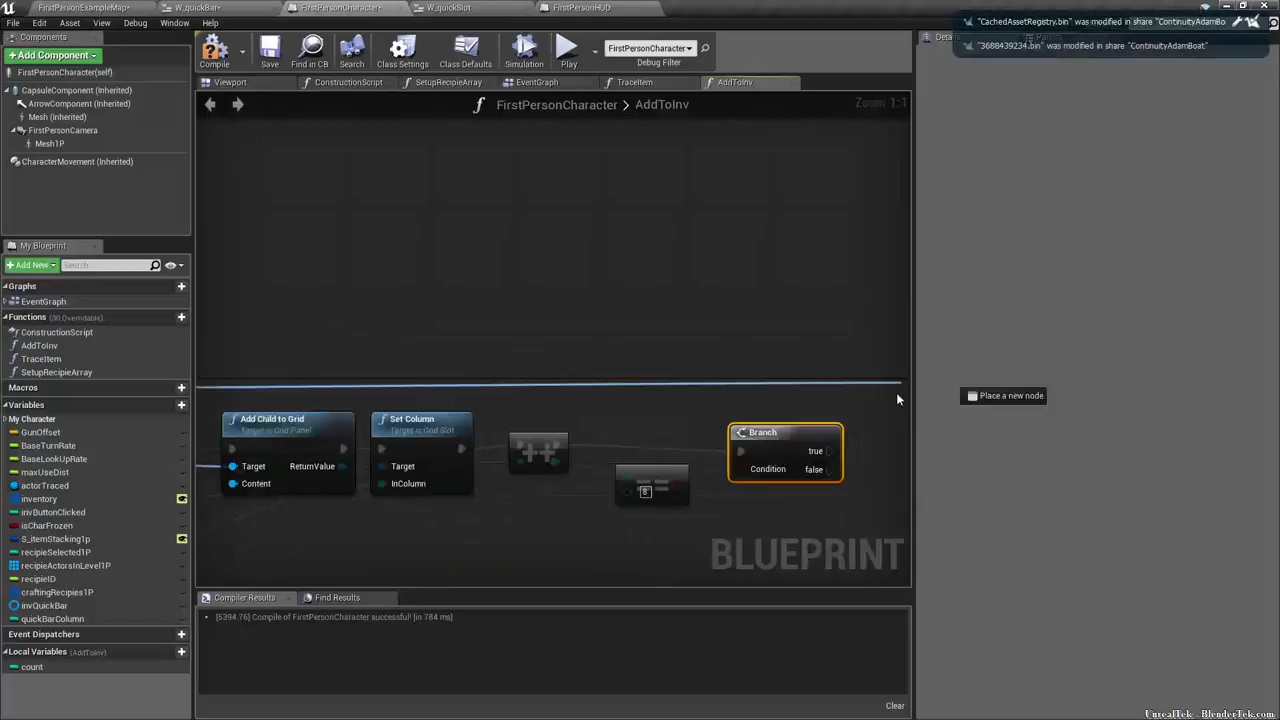 FirstPersonExampleMap*
W_quickBar*
FirstPersonCharacter*
W_quickSlot
FirstPersonHUD
File Edit Asset View Debug Window Help
"CachedAssetRegistry.bin" was modified in share "ContinuityAdamBo
"3688439234.bin" was modified in share "ContinuityAdamBoat"
Components
+ Add Component
FirstPersonCharacter(self)
CapsuleComponent (Inherited)
ArrowComponent (Inherited)
Mesh (Inherited)
FirstPersonCamera
Mesh1P
CharacterMovement (Inherited)
Compile
Save
Find in CB
Search
Class Settings
Class Defaults
Simulation
Play
FirstPersonCharacter
Debug Filter
Viewport
ConstructionScript
SetupRecipieArray
EventGraph
TraceItem
AddToInv
f FirstPersonCharacter > AddToInv
Zoom 1:1
My Blueprint
+ Add New
Search
Graphs
EventGraph
Functions (30 Overridable)
ConstructionScript
AddToInv
TraceItem
SetupRecipieArray
Macros
Variables
My Character
GunOffset
BaseTurnRate
BaseLookUpRate
maxUseDist
actorTraced
inventory
invButtonClicked
isCharFrozen
S_itemStacking1p
recipieSelected1P
recipieActorsInLevel1P
recipieID
craftingRecipies1P
invQuickBar
quickBarColumn
Event Dispatchers
Local Variables (AddToInv)
count
Add Child to Grid
Target is Grid Panel
Target ReturnValue
Content
Set Column
Target is Grid Slot
Target
InColumn
++
==
8
Branch
true
Condition false
Place a new node.
BLUEPRINT
Compiler Results
Find Results
[5394.76] Compile of FirstPersonCharacter successful! [in 784 ms]
Clear
UnrealTek - BlenderTek.com